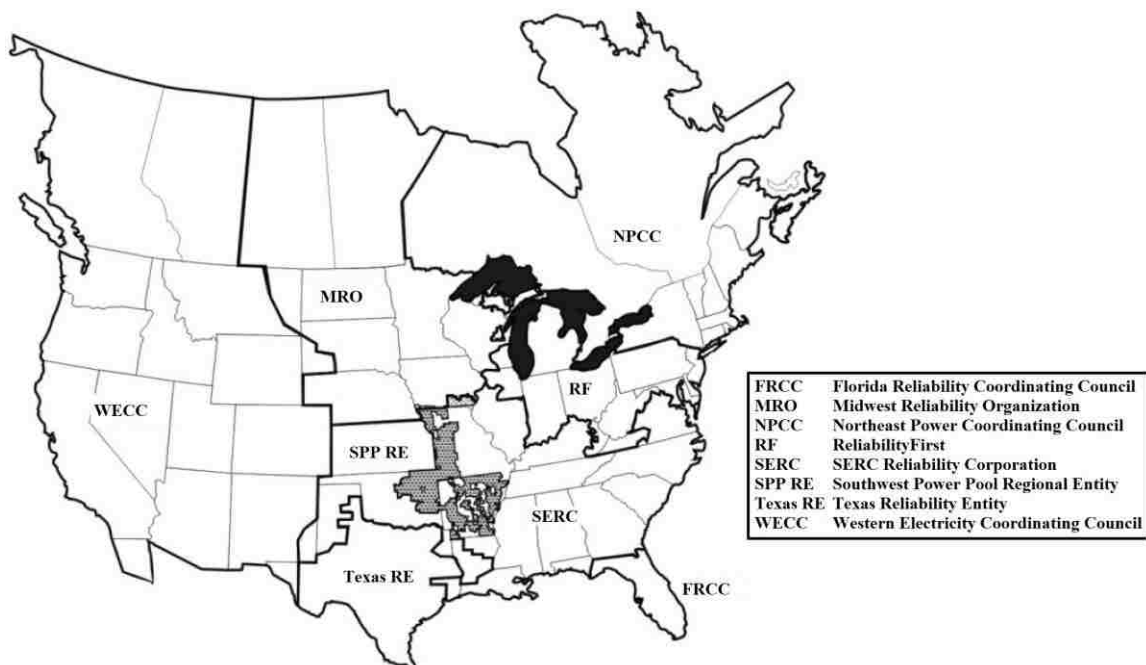 NPCC
MRO
RF
WECC
SPP RE
SERC
Texas RE
FRCC
FRCC Florida Reliability Coordinating Council
MRO Midwest Reliability Organization
NPCC Northeast Power Coordinating Council
RF ReliabilityFirst
SERC SERC Reliability Corporation
SPP RE Southwest Power Pool Regional Entity
Texas RE Texas Reliability Entity
WECC Western Electricity Coordinating Council